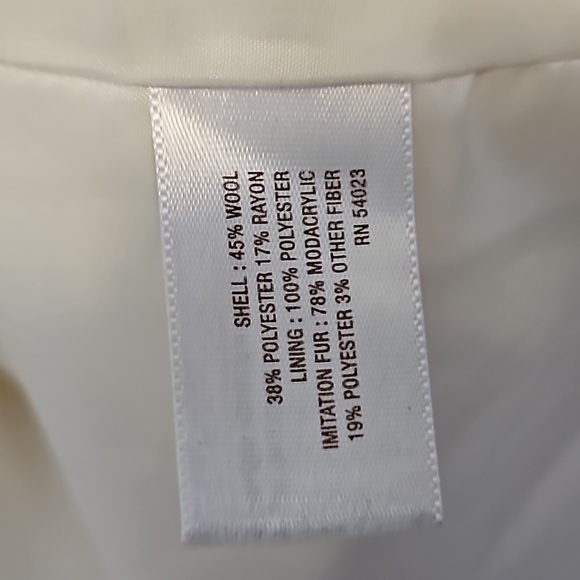 SHELL : 45% WOOL
38% POLYESTER 17% RAYON
LINING : 100% POLYESTER
IMITATION FUR : 78% MODACRYLIC
19% POLYESTER 3% OTHER FIBER
RN 54023